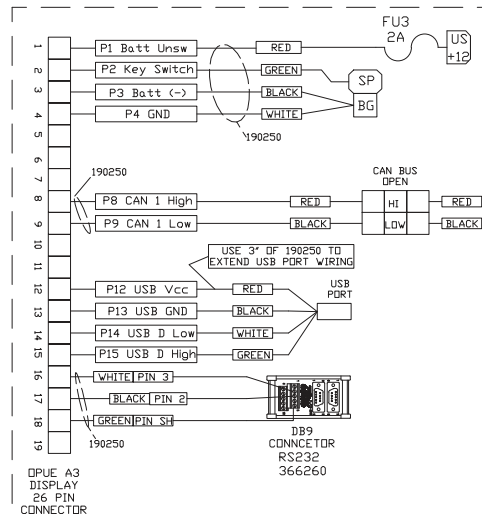 FU3
2A
US
+12
1
P1 Batt Unsw
RED
2
P2 Key Switch
GREEN
SP
3
P3 Batt (-)
BLACK
BG
4
P4 GND
WHITE
5
190250
6
7
190250
CAN BUS
OPEN
8
P8 CAN 1 High
RED
HI
RED
9
P9 CAN 1 Low
BLACK
LOW
BLACK
10
11
USE 3" OF 190250 TO
EXTEND USB PORT WIRING
USB
PORT
12
P12 USB Vcc
RED
13
P13 USB GND
BLACK
14
P14 USB D Low
WHITE
15
P15 USB D High
GREEN
16
WHITE PIN 3
17
BLACK PIN 2
18
GREEN PIN SH
19
190250
DB9
CONNCETOR
RS232
366260
OPUE A3
DISPLAY
26 PIN
CONNECTOR